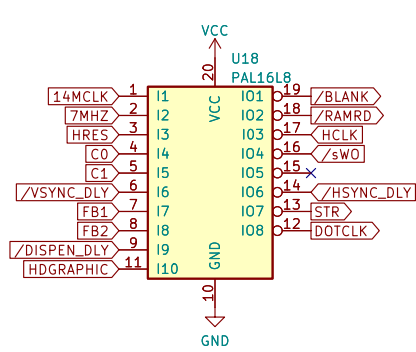 VCC
U18
PAL16L8
20
VCC
14MCLK 1 I1 IO1 19 /BLANK
7MHZ 2 I2 IO2 18 /RAMRD
HRES 3 I3 IO3 17 HCLK
C0 4 I4 IO4 16 /sWO
C1 5 I5 IO5 15
/VSYNC_DLY 6 I6 IO6 14 /HSYNC_DLY
FB1 7 I7 IO7 13 STR
FB2 8 I8 IO8 12 DOTCLK
/DISPEN_DLY 9 I9
HDGRAPHIC 11 I10
GND
10
GND